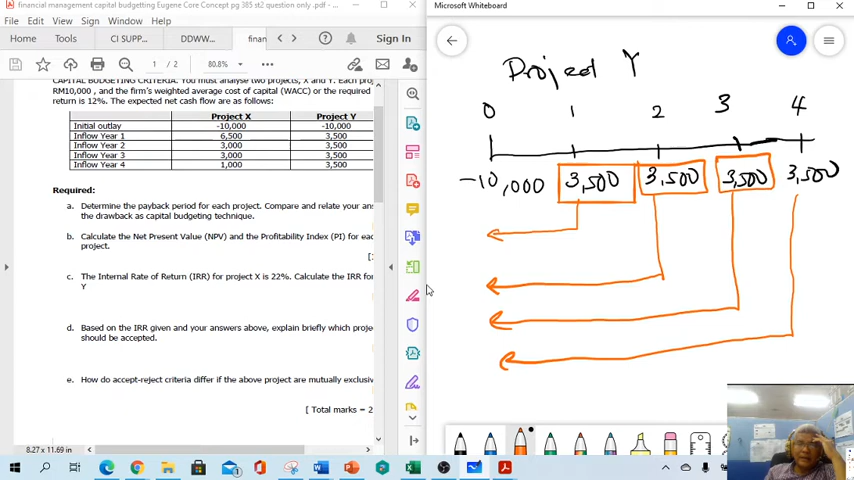 financial management capital budgetting Eugene Core Concept pg 385 st2 question only .pdf - ...
File Edit View Sign Window Help
Home Tools CI SUPP... DDWW... finan Sign In
1 / 2 80.8%
CAPITAL BUDGETING CRITERIA. You must analyse two projects, X and Y. Each proj
RM10,000 , and the firm's weighted average cost of capital (WACC) or the required
return is 12%. The expected net cash flow are as follows:
Project X Project Y
Initial outlay -10,000 -10,000
Inflow Year 1 6,500 3,500
Inflow Year 2 3,000 3,500
Inflow Year 3 3,000 3,500
Inflow Year 4 1,000 3,500
Required:
a. Determine the payback period for each project. Compare and relate your ans
the drawback as capital budgeting technique.
b. Calculate the Net Present Value (NPV) and the Profitability Index (PI) for eac
project.
[
c. The Internal Rate of Return (IRR) for project X is 22%. Calculate the IRR for
Y
d. Based on the IRR given and your answers above, explain briefly which proje
should be accepted.
e. How do accept-reject criteria differ if the above project are mutually exclusiv
[ Total marks = 2
8.27 x 11.69 in
Microsoft Whiteboard
Project Y
0 1 2 3 4
-10,000 3,500 3,500 3,500 3,500